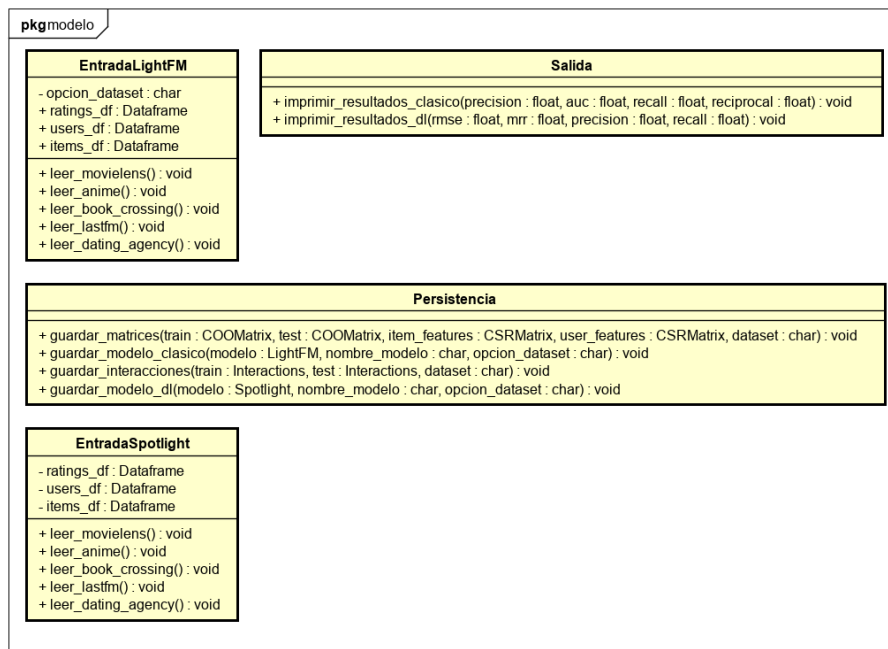 pkg modelo
EntradaLightFM
- opcion_dataset : char
+ ratings_df : Dataframe
+ users_df : Dataframe
+ items_df : Dataframe
+ leer_movielens() : void
+ leer_anime() : void
+ leer_book_crossing() : void
+ leer_lastfm() : void
+ leer_dating_agency() : void
Salida
+ imprimir_resultados_clasico(precision : float, auc : float, recall : float, reciprocal : float) : void
+ imprimir_resultados_dl(rmse : float, mrr : float, precision : float, recall : float) : void
Persistencia
+ guardar_matrices(train : COOMatrix, test : COOMatrix, item_features : CSRMatrix, user_features : CSRMatrix, dataset : char) : void
+ guardar_modelo_clasico(modelo : LightFM, nombre_modelo : char, opcion_dataset : char) : void
+ guardar_interacciones(train : Interactions, test : Interactions, dataset : char) : void
+ guardar_modelo_dl(modelo : Spotlight, nombre_modelo : char, opcion_dataset : char) : void
EntradaSpotlight
- ratings_df : Dataframe
- users_df : Dataframe
- items_df : Dataframe
+ leer_movielens() : void
+ leer_anime() : void
+ leer_book_crossing() : void
+ leer_lastfm() : void
+ leer_dating_agency() : void